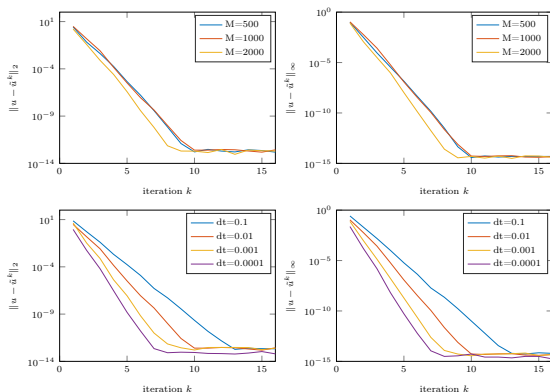 10^1
10^-4
10^-9
10^-14
‖u − ũ^k‖_2
0 5 10 15
iteration k
M=500
M=1000
M=2000
10^0
10^-5
10^-10
10^-15
‖u − ũ^k‖_∞
0 5 10 15
iteration k
M=500
M=1000
M=2000
10^1
10^-4
10^-9
10^-14
‖u − ũ^k‖_2
0 5 10 15
iteration k
dt=0.1
dt=0.01
dt=0.001
dt=0.0001
10^0
10^-5
10^-10
10^-15
‖u − ũ^k‖_∞
0 5 10 15
iteration k
dt=0.1
dt=0.01
dt=0.001
dt=0.0001